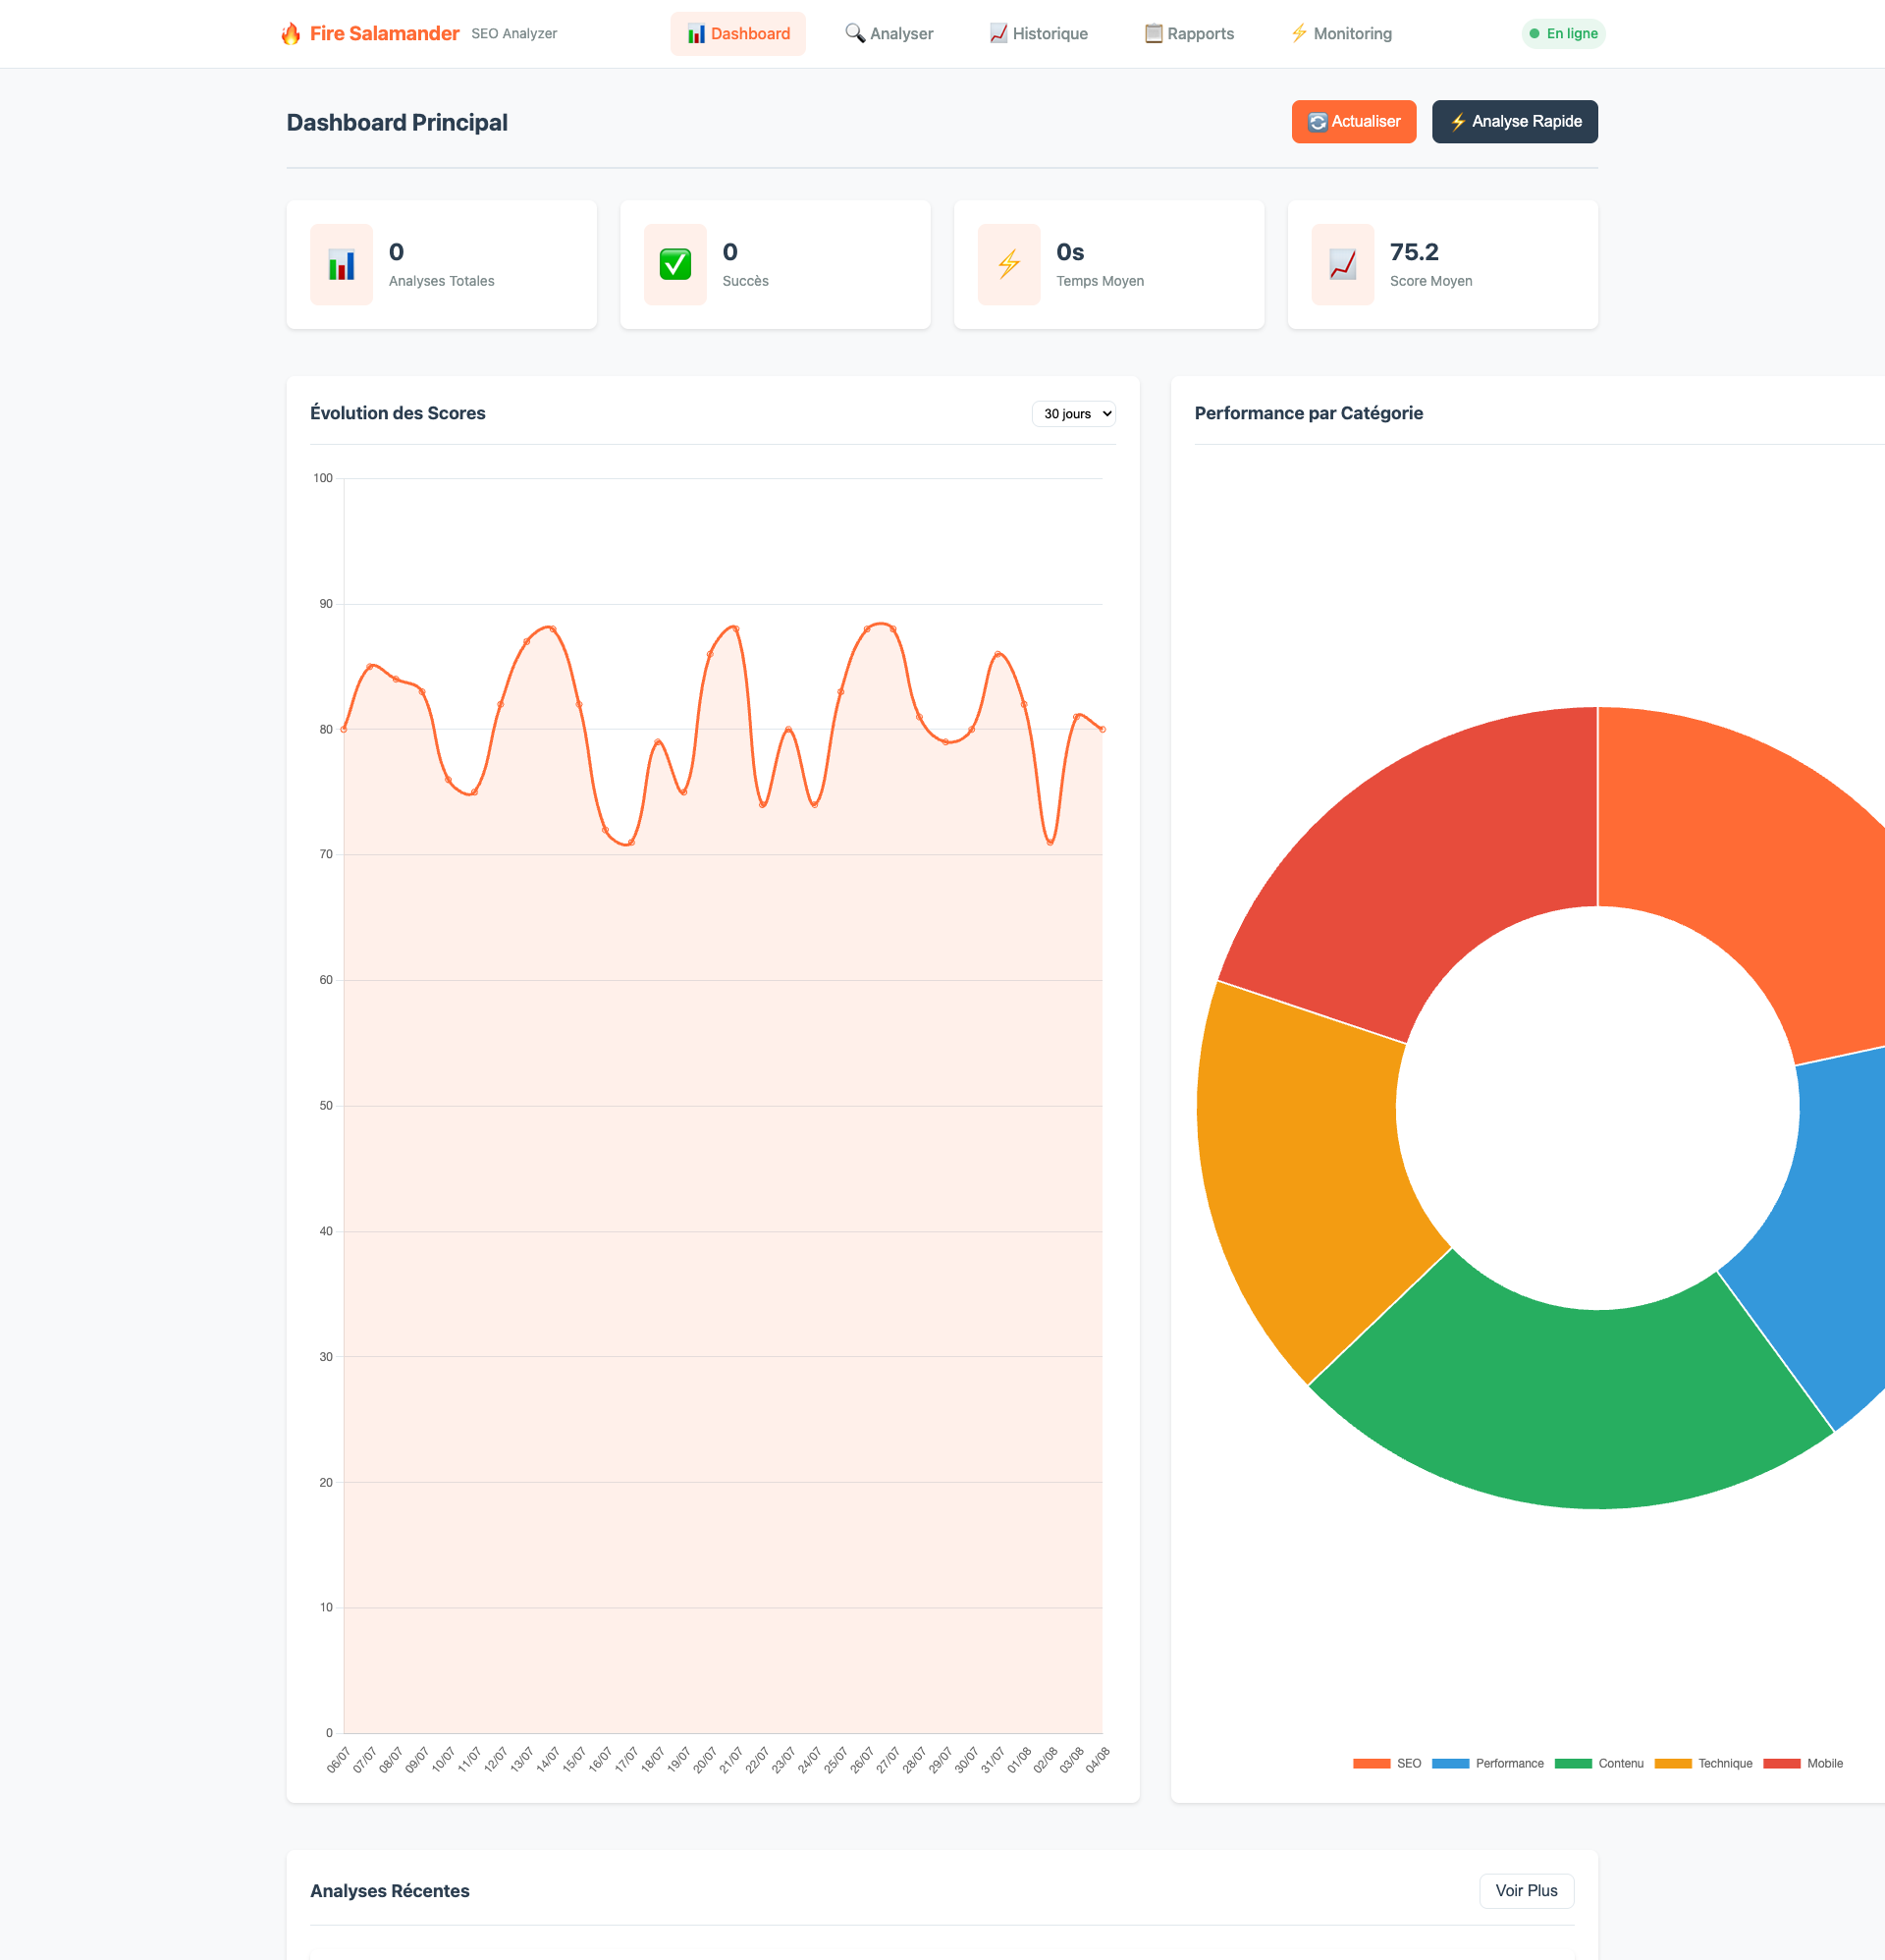 Fire Salamander SEO Analyzer Dashboard Analyser Historique Rapports Monitoring En ligne
Dashboard Principal Actualiser Analyse Rapide
0
Analyses Totales
0
Succès
0s
Temps Moyen
75.2
Score Moyen
Évolution des Scores 30 jours
100
90
80
70
60
50
40
30
20
10
0
06/07 07/07 08/07 09/07 10/07 11/07 12/07 13/07 14/07 15/07 16/07 17/07 18/07 19/07 20/07 21/07 22/07 23/07 24/07 25/07 26/07 27/07 28/07 29/07 30/07 31/07 01/08 02/08 03/08 04/08
Performance par Catégorie
SEO Performance Contenu Technique Mobile
Analyses Récentes Voir Plus